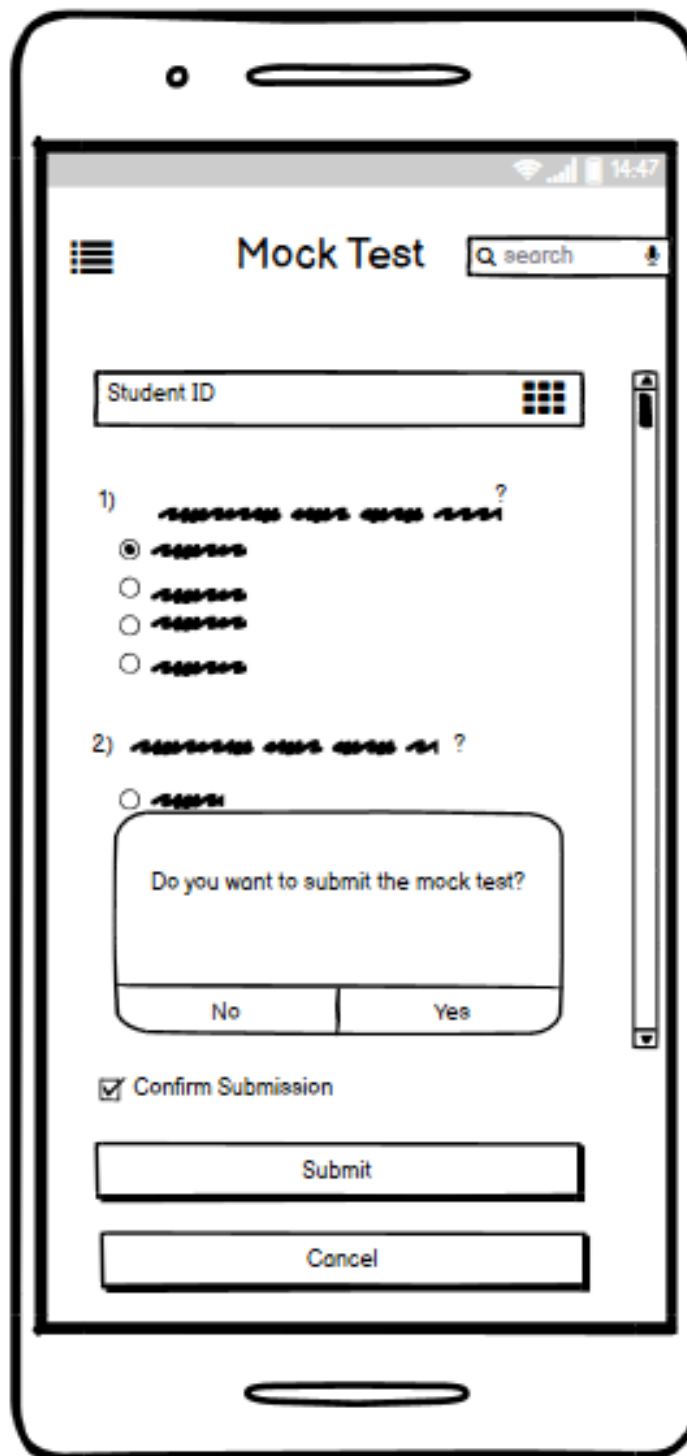 14:47
Mock Test
search
Student ID
1) ?
2) ?
Do you want to submit the mock test?
No Yes
Confirm Submission
Submit
Cancel